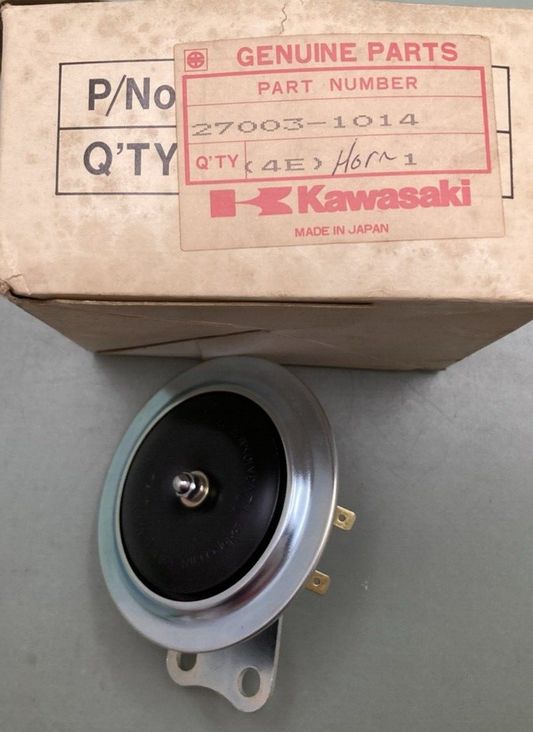 P/No
Q'TY
GENUINE PARTS
PART NUMBER
27003-1014
Q'TY (4E) Horn 1
Kawasaki
MADE IN JAPAN